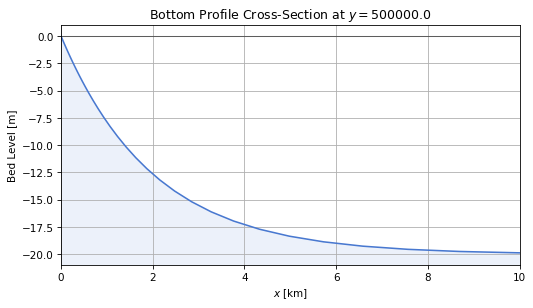 Bottom Profile Cross-Section at y = 500000.0
0.0
−2.5
−5.0
−7.5
−10.0
−12.5
−15.0
−17.5
−20.0
Bed Level [m]
0 2 4 6 8 10
x [km]